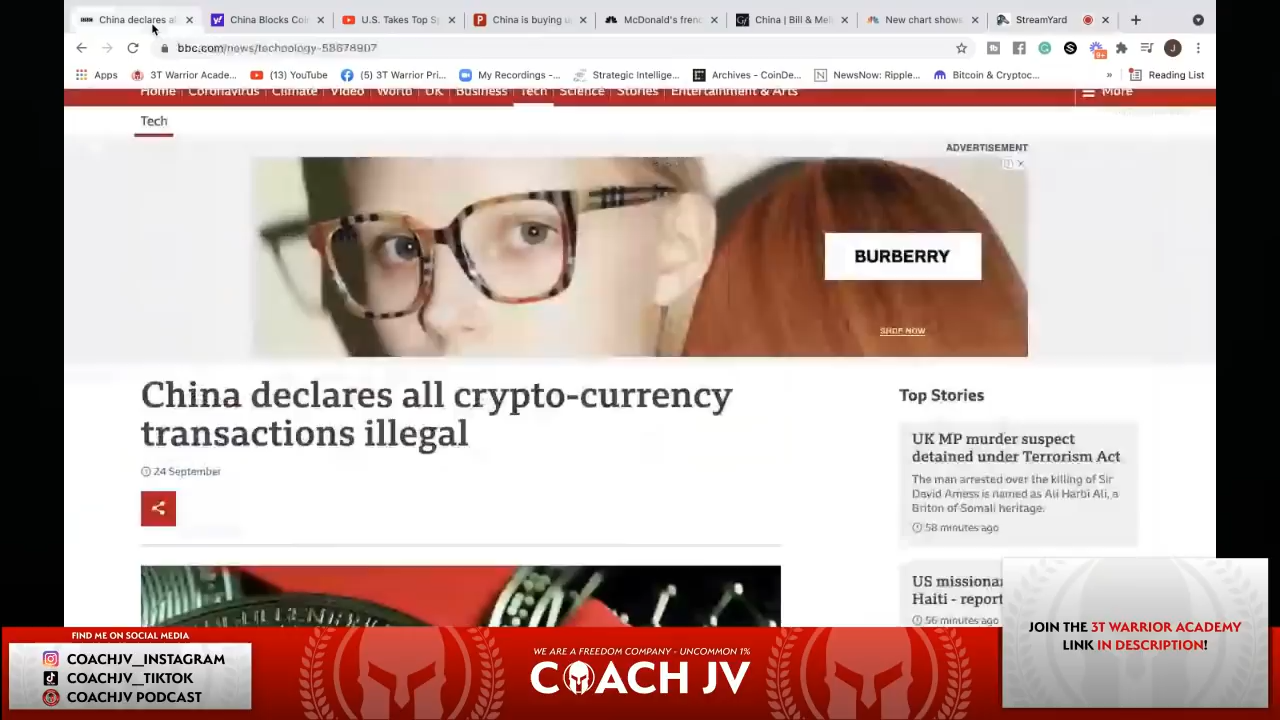 China declares al
China Blocks Coi
U.S. Takes Top S
China is buying u
McDonald's fren
China | Bill & Mel
New chart shows
StreamYard
bbc.com/news/technology-58678907
Apps
3T Warrior Acade...
(13) YouTube
(5) 3T Warrior Pri...
My Recordings -...
Strategic Intellige...
Archives - CoinDe...
NewsNow: Ripple...
Bitcoin & Cryptoc...
»
Reading List
Home
Coronavirus
Climate
Video
World
UK
Business
Tech
Science
Stories
Entertainment & Arts
More
Tech
ADVERTISEMENT
BURBERRY
SHOP NOW
China declares all crypto-currency
transactions illegal
24 September
Top Stories
UK MP murder suspect
detained under Terrorism Act
The man arrested over the killing of Sir
David Amess is named as Ali Harbi Ali, a
Briton of Somali heritage.
58 minutes ago
US missiona
Haiti - report
56 minutes ago
JOIN THE 3T WARRIOR ACADEMY
LINK IN DESCRIPTION!
FIND ME ON SOCIAL MEDIA
COACHJV_INSTAGRAM
COACHJV_TIKTOK
COACHJV PODCAST
WE ARE A FREEDOM COMPANY - UNCOMMON 1%
COACH JV